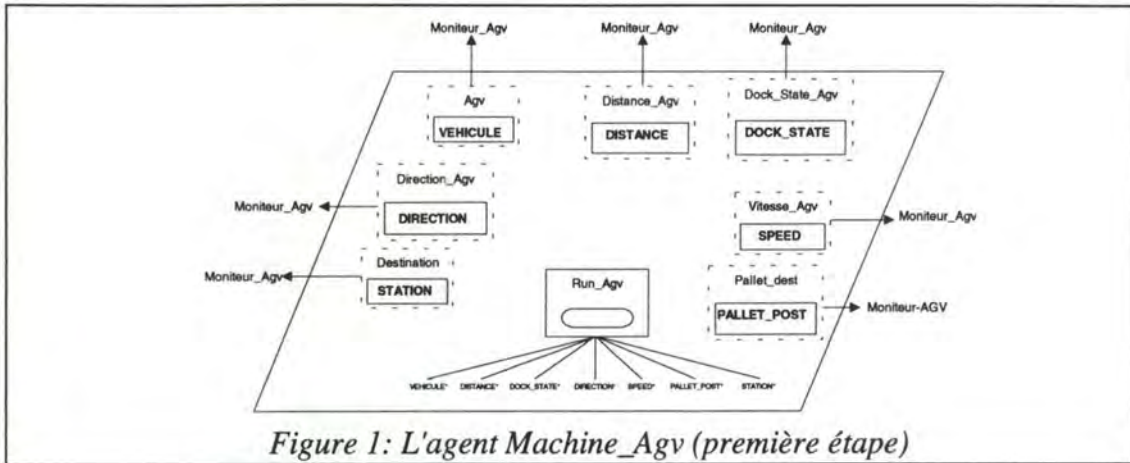 Moniteur_Agv Moniteur_Agv Moniteur_Agv
Agv Distance_Agv Dock_State_Agv
VEHICULE DISTANCE DOCK_STATE
Direction_Agv
Moniteur_Agv DIRECTION
Vitesse_Agv Moniteur_Agv
SPEED
Destination
Moniteur_Agv STATION
Run_Agv Pallet_dest
PALLET_POST Moniteur-AGV
VEHICULE* DISTANCE* DOCK_STATE* DIRECTION* SPEED* PALLET_POST* STATION*
Figure 1: L'agent Machine_Agv (première étape)